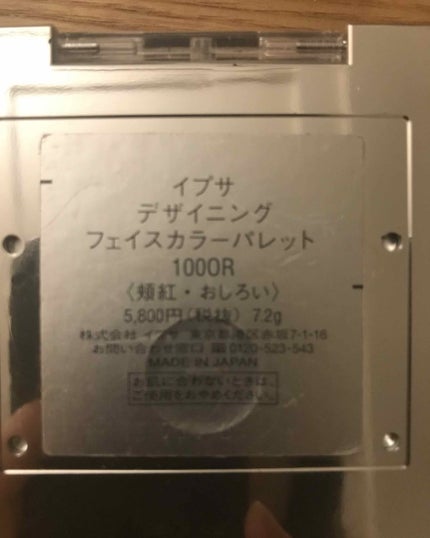 イプサ
デザイニング
フェイスカラーパレット
100OR
〈頬紅・おしろい〉
5,800円(税抜) 7.2g
株式会社 イプサ 東京都港区赤坂7-1-16
お問い合わせ窓口 0120-523-543
MADE IN JAPAN
お肌に合わないときは、
ご使用をおやめください。